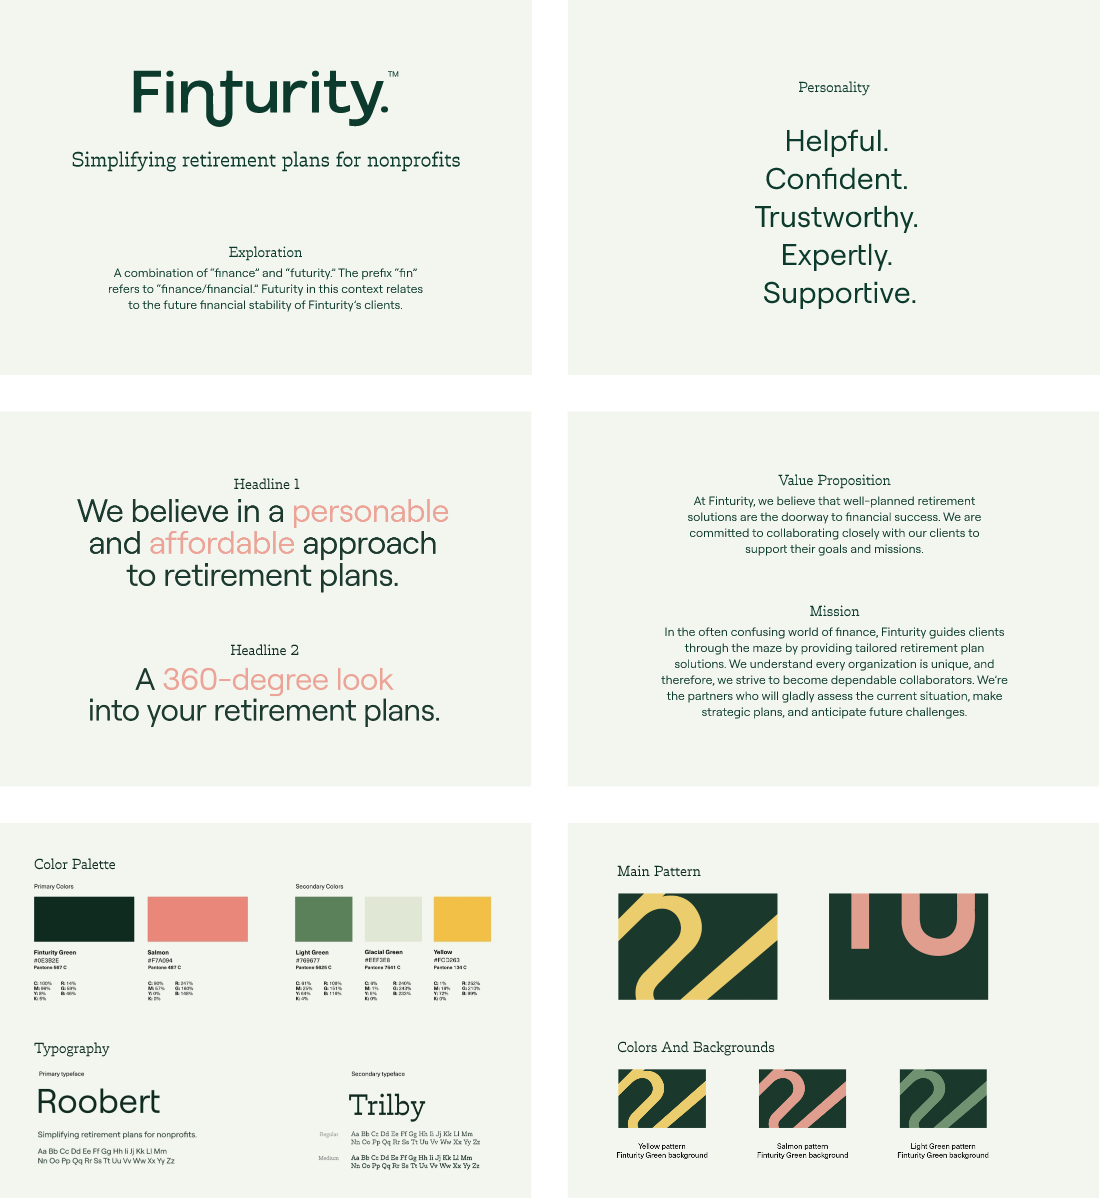 Finturity.™
Simplifying retirement plans for nonprofits
Exploration
A combination of “finance” and “futurity.” The prefix “fin”
refers to “finance/financial.” Futurity in this context relates
to the future financial stability of Finturity’s clients.
Personality
Helpful.
Confident.
Trustworthy.
Expertly.
Supportive.
Headline 1
We believe in a personable
and affordable approach
to retirement plans.
Headline 2
A 360-degree look
into your retirement plans.
Value Proposition
At Finturity, we believe that well-planned retirement
solutions are the doorway to financial success. We are
committed to collaborating closely with our clients to
support their goals and missions.
Mission
In the often confusing world of finance, Finturity guides clients
through the maze by providing tailored retirement plan
solutions. We understand every organization is unique, and
therefore, we strive to become dependable collaborators. We’re
the partners who will gladly assess the current situation, make
strategic plans, and anticipate future challenges.
Color Palette
Primary Colors
Secondary Colors
Finturity Green
#0E3B2E
Pantone 567 C
Salmon
#F7A094
Pantone 487 C
Light Green
#769677
Pantone 5625 C
Glacial Green
#EEF3E8
Pantone 7541 C
Yellow
#FCD263
Pantone 134 C
Typography
Primary typeface
Roobert
Simplifying retirement plans for nonprofits.
Aa Bb Cc Dd Ee Ff Gg Hh Ii Jj Kk Ll Mm
Nn Oo Pp Qq Rr Ss Tt Uu Vv Ww Xx Yy Zz
Secondary typeface
Trilby
Regular
Aa Bb Cc Dd Ee Ff Gg Hh Ii Jj Kk Ll Mm
Nn Oo Pp Qq Rr Ss Tt Uu Vv Ww Xx Yy Zz
Medium
Aa Bb Cc Dd Ee Ff Gg Hh Ii Jj Kk Ll Mm
Nn Oo Pp Qq Rr Ss Tt Uu Vv Ww Xx Yy Zz
Main Pattern
Colors And Backgrounds
Yellow pattern
Finturity Green background
Salmon pattern
Finturity Green background
Light Green pattern
Finturity Green background